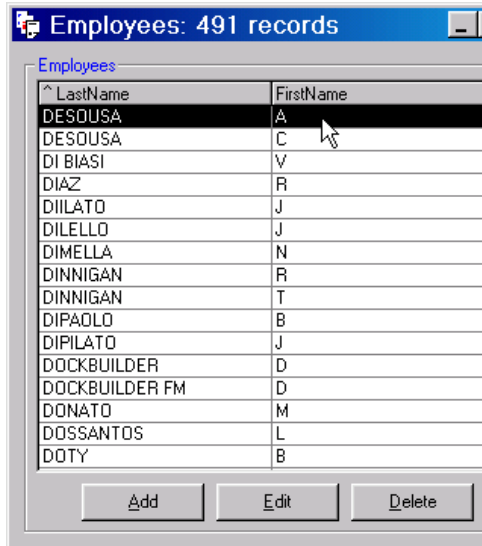 Employees: 491 records
Employees
^ LastName FirstName
DESOUSA A
DESOUSA C
DI BIASI V
DIAZ R
DIILATO J
DILELLO J
DIMELLA N
DINNIGAN R
DINNIGAN T
DIPAOLO B
DIPILATO J
DOCKBUILDER D
DOCKBUILDER FM D
DONATO M
DOSSANTOS L
DOTY B
Add Edit Delete